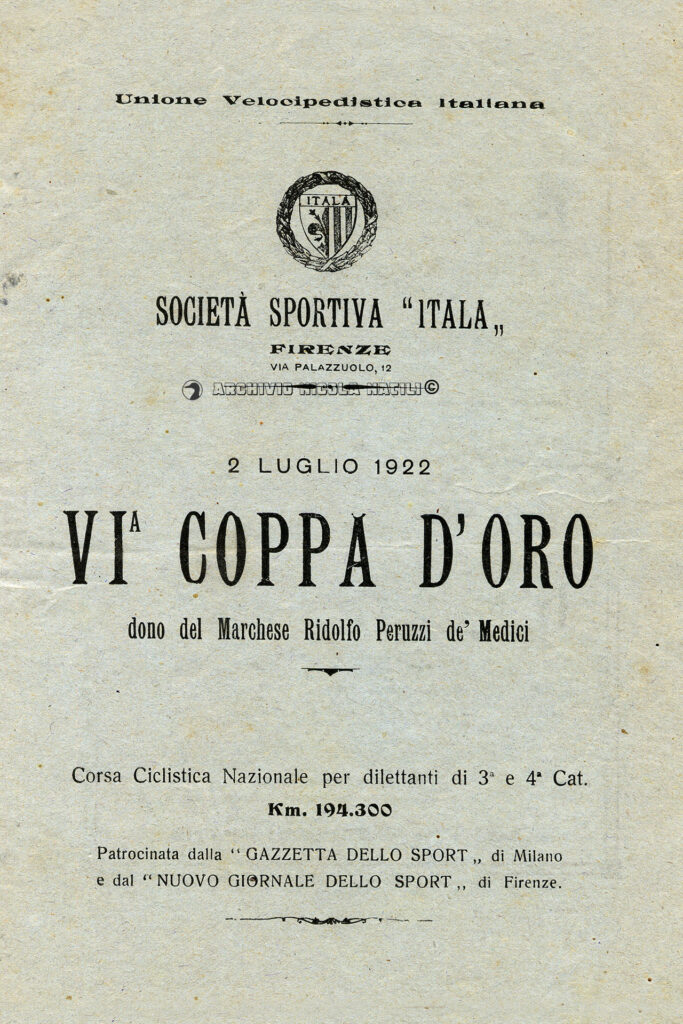 Unione Velocipedistica Italiana
ITALA
SOCIETÀ SPORTIVA “ITALA„
FIRENZE
VIA PALAZZUOLO, 12
ARCHIVIO NICOLA NATILI©
2 LUGLIO 1922
VIᴬ COPPA D'ORO
dono del Marchese Ridolfo Peruzzi de' Medici
Corsa Ciclistica Nazionale per dilettanti di 3ª e 4ª Cat.
Km. 194.300
Patrocinata dalla “GAZZETTA DELLO SPORT„ di Milano
e dal “NUOVO GIORNALE DELLO SPORT„ di Firenze.